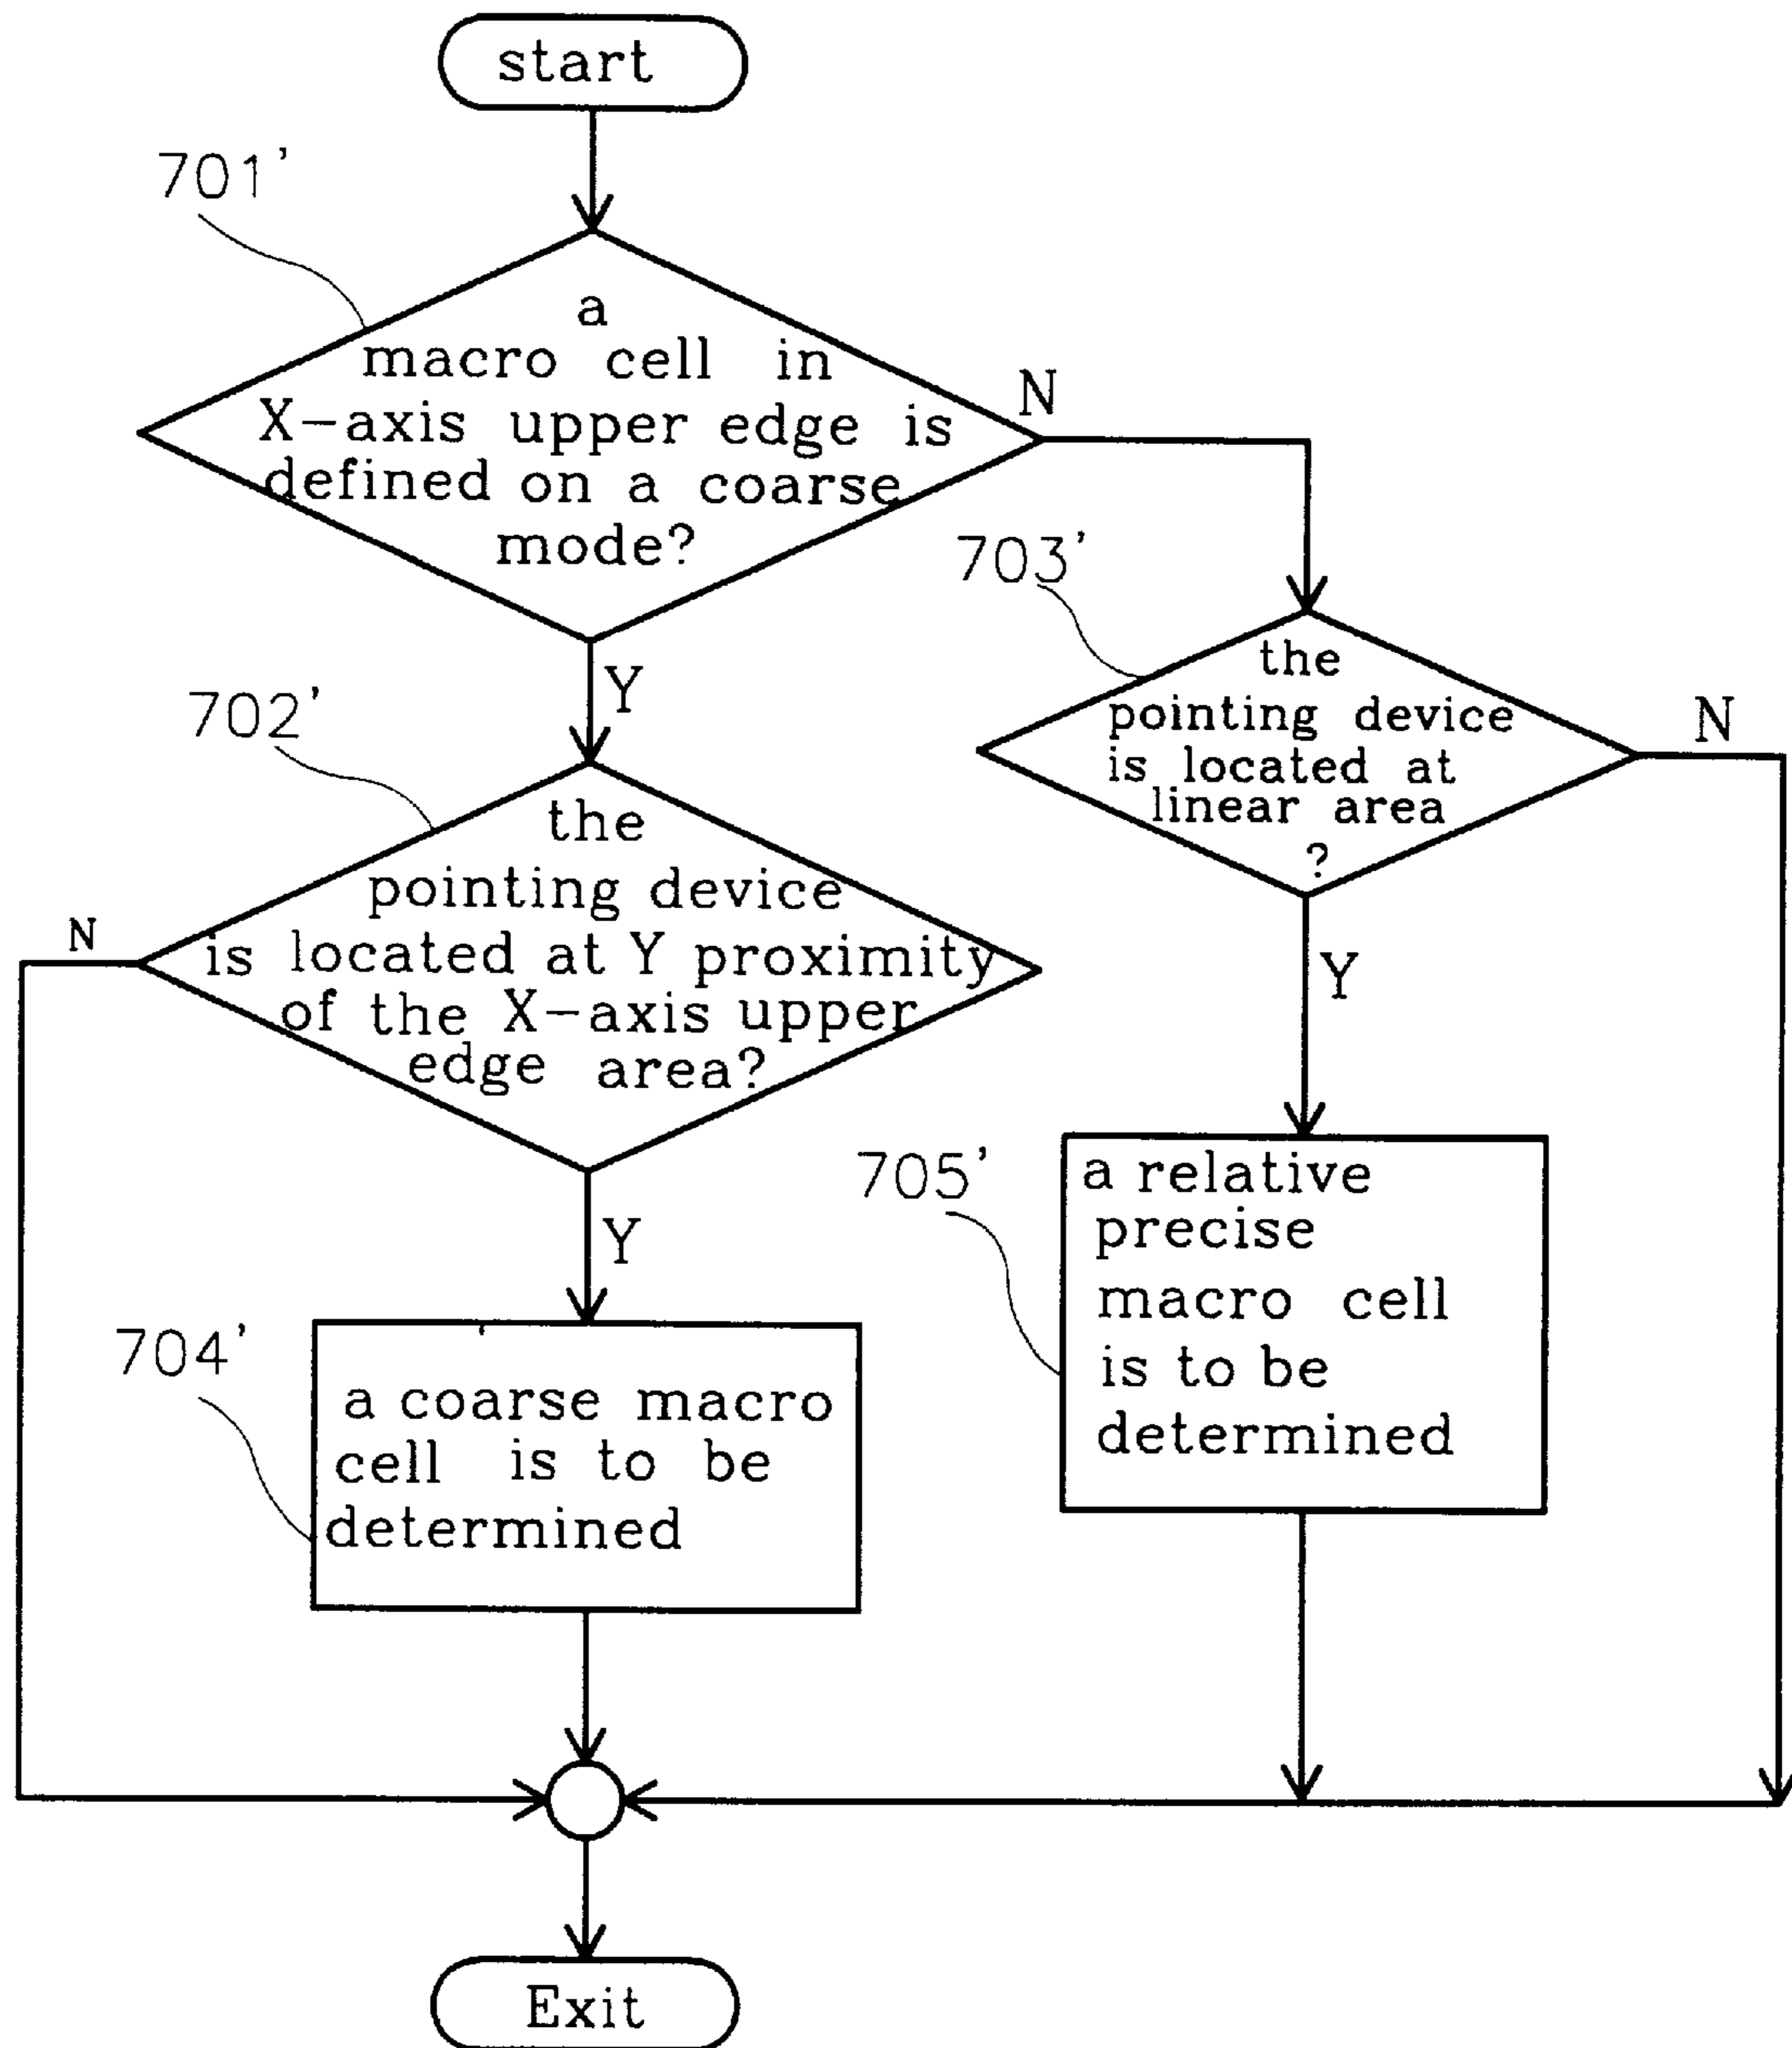 start
701'
a
macro cell in
X-axis upper edge is
defined on a coarse
mode?
N
Y
703'
the
pointing device
is located at
linear area
?
N
Y
702'
the
pointing device
is located at Y proximity
of the X-axis upper
edge area?
N
Y
705'
a relative
precise
macro cell
is to be
determined
704'
a coarse macro
cell is to be
determined
Exit